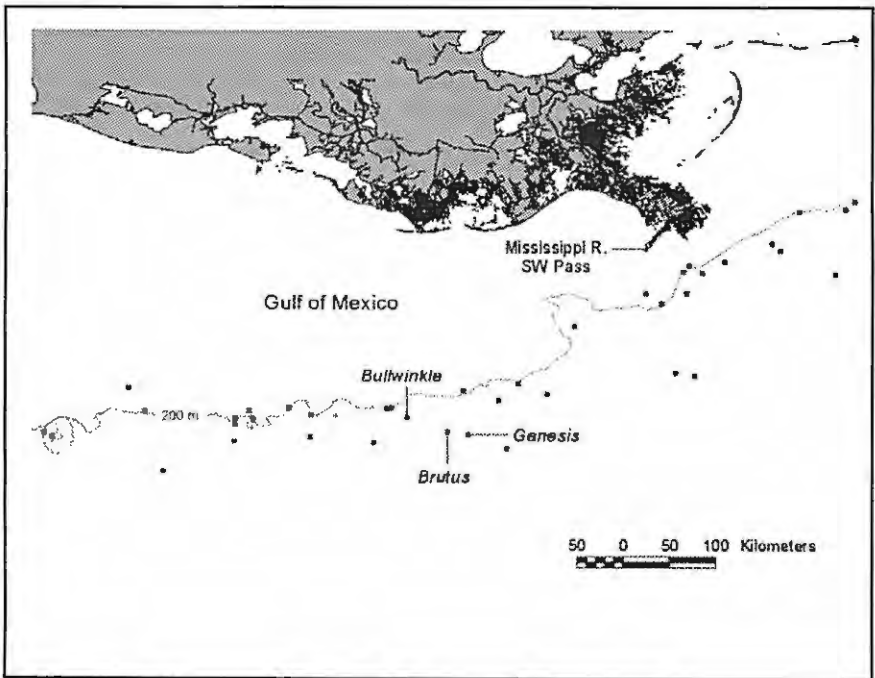 Mississippi R.
SW Pass
Gulf of Mexico
Bullwinkle
200 m
Genesis
Brutus
50 0 50 100 Kilometers